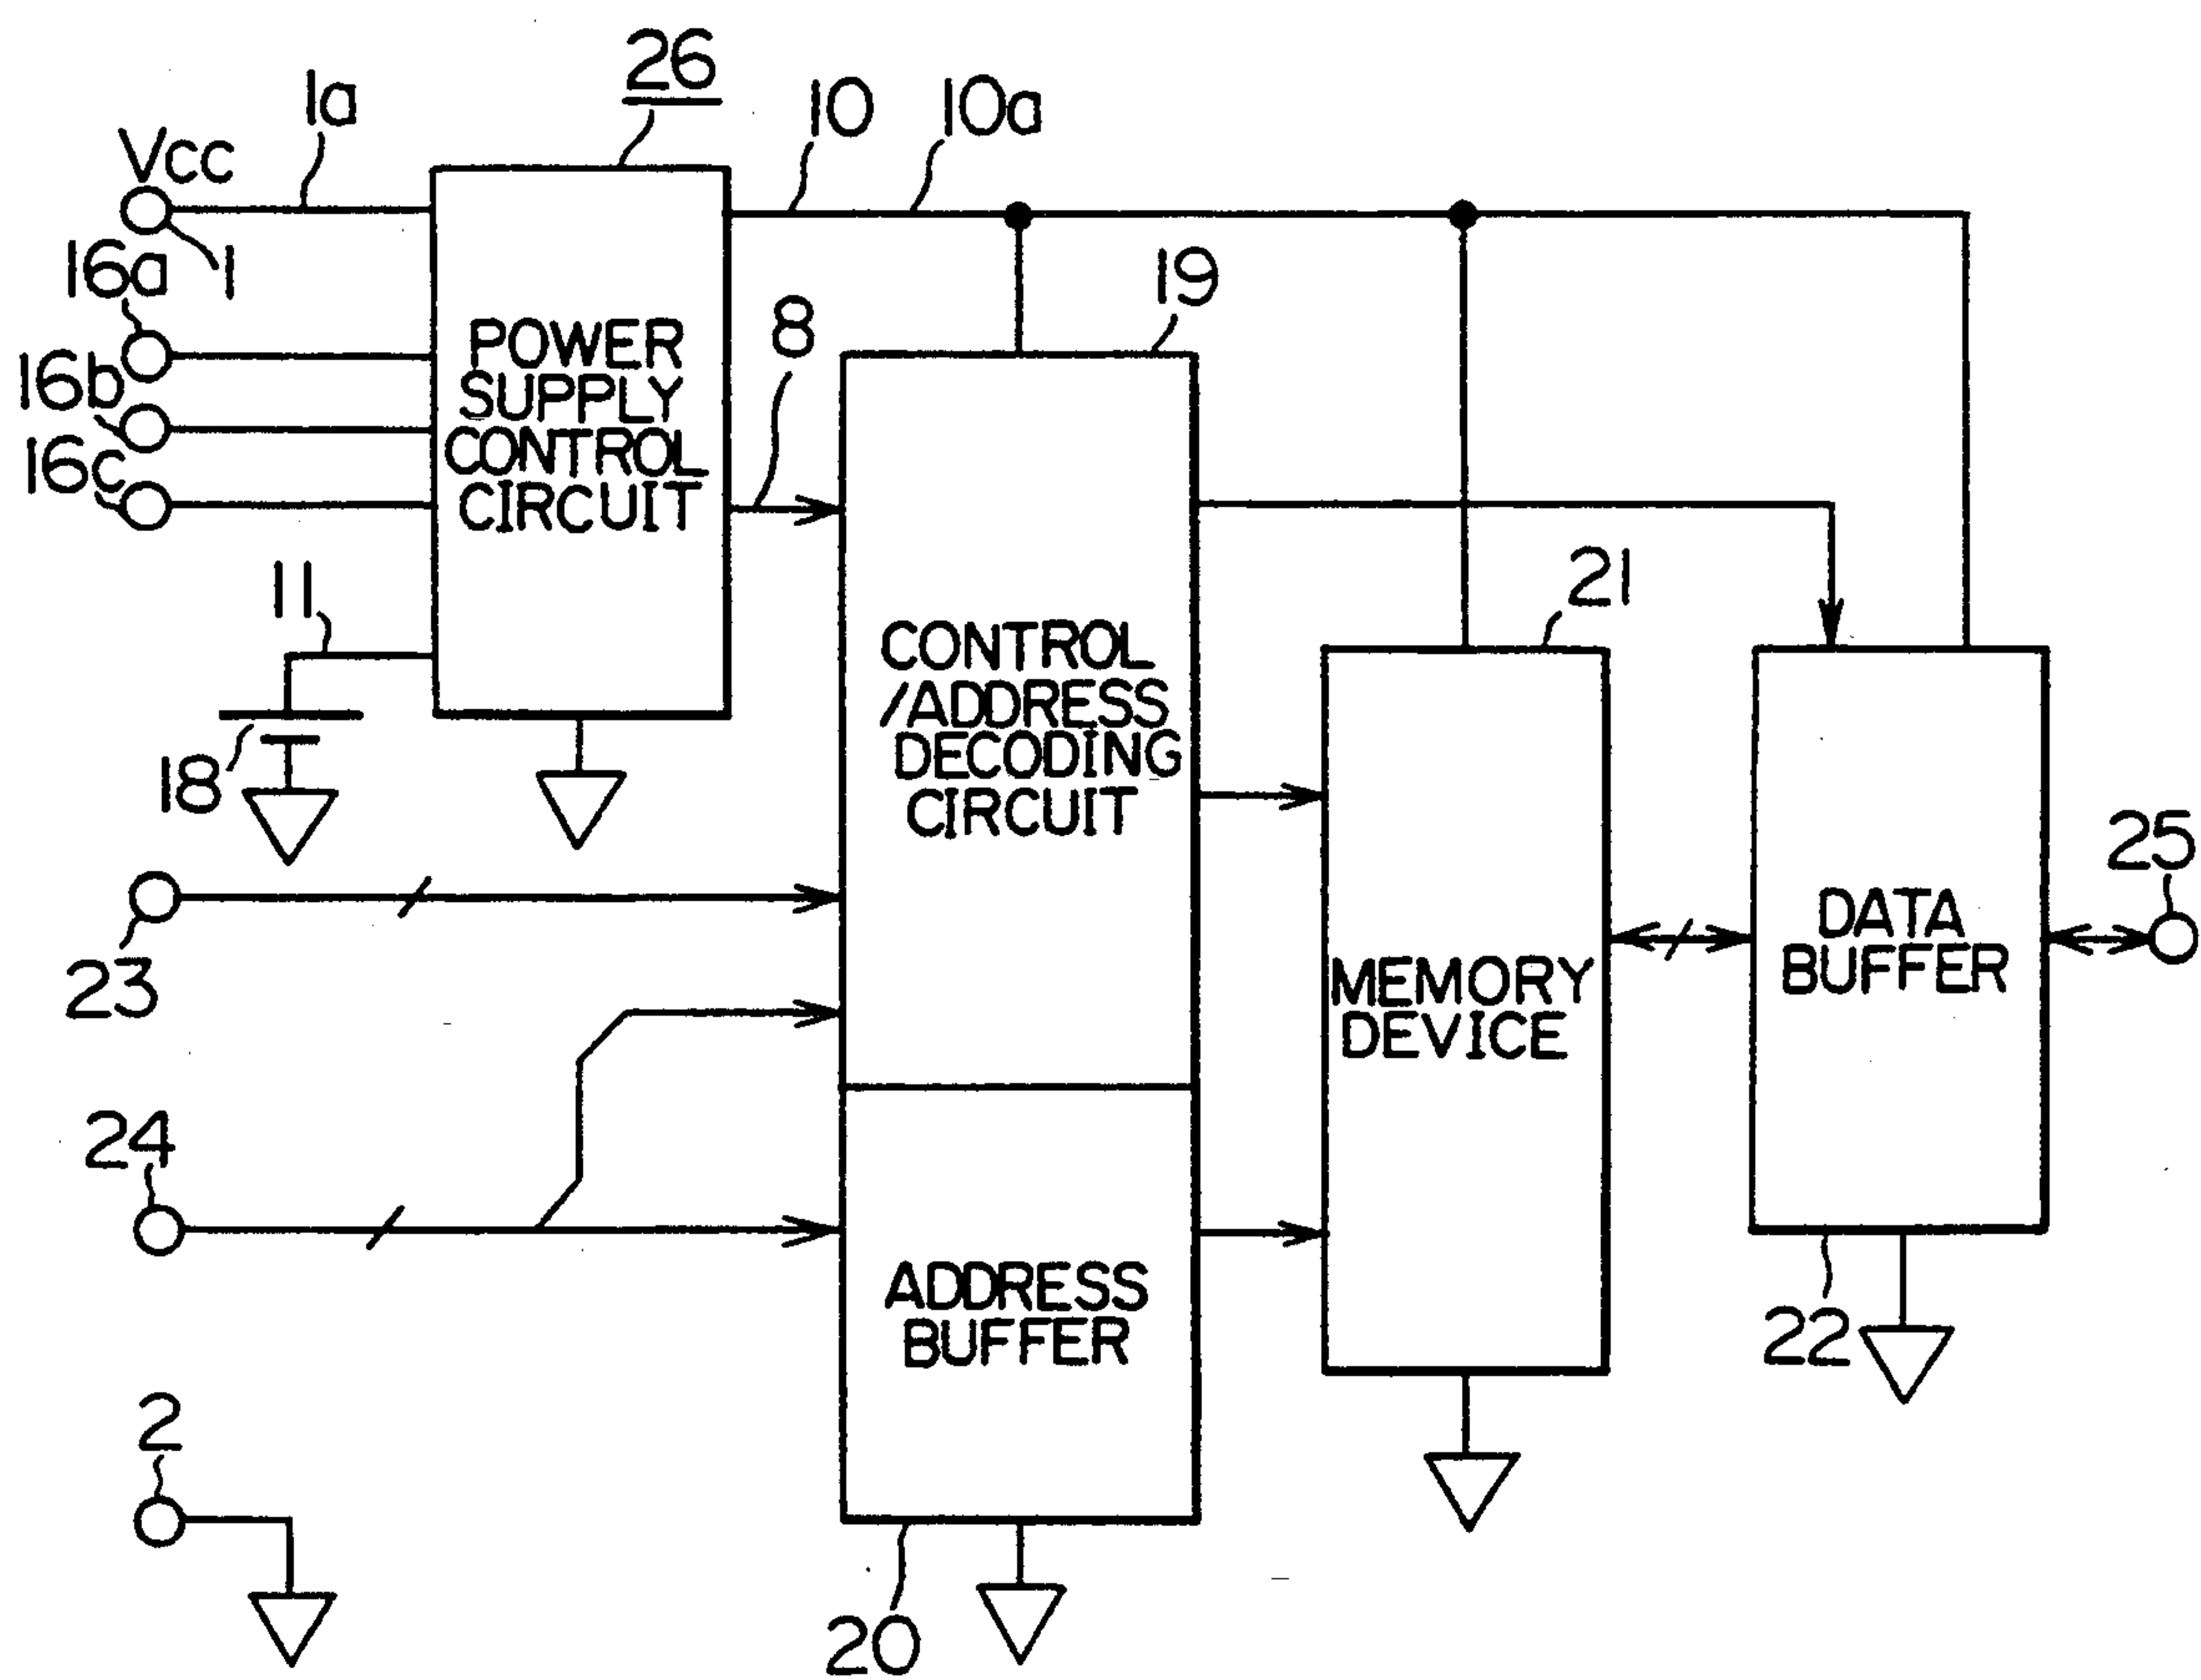 26
1a
10
10a
Vcc
1
16a
19
8
16b
16c
POWER
SUPPLY
CONTROL
CIRCUIT
11
21
18
CONTROL
/ADDRESS
DECODING
CIRCUIT
25
23
DATA
BUFFER
MEMORY
DEVICE
24
ADDRESS
BUFFER
22
2
20